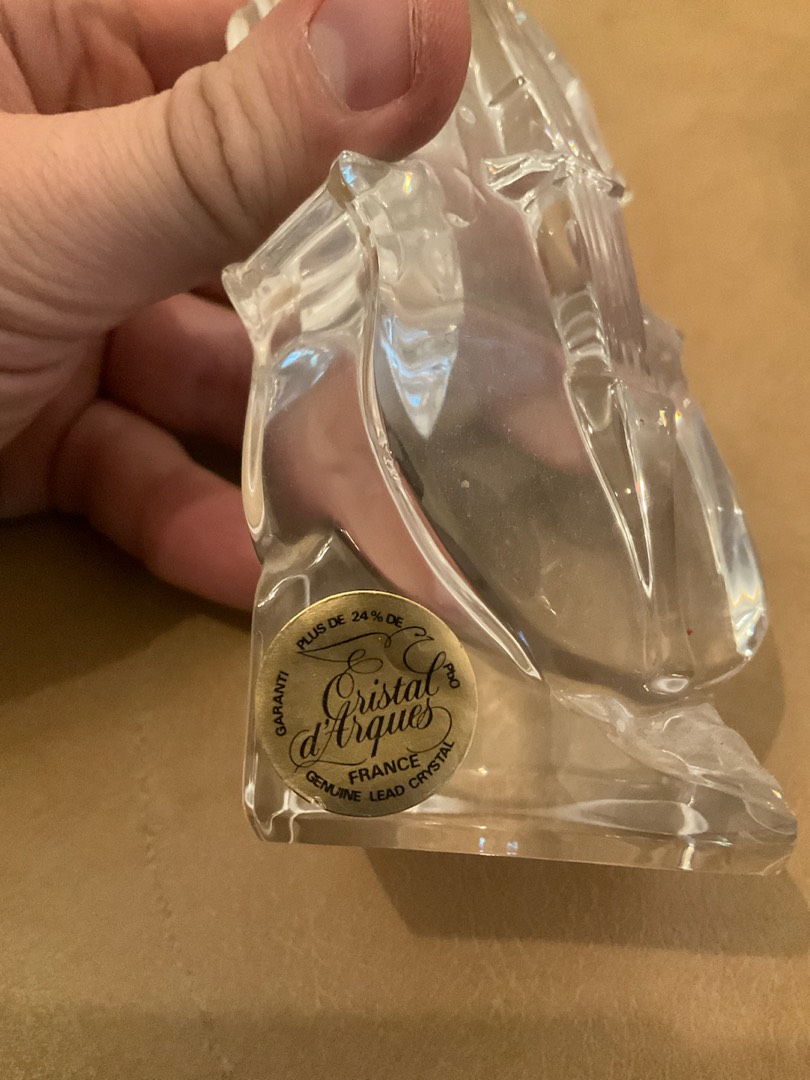 GARANTI PLUS DE 24% DE PbO
Cristal
d'Arques
FRANCE
GENUINE LEAD CRYSTAL